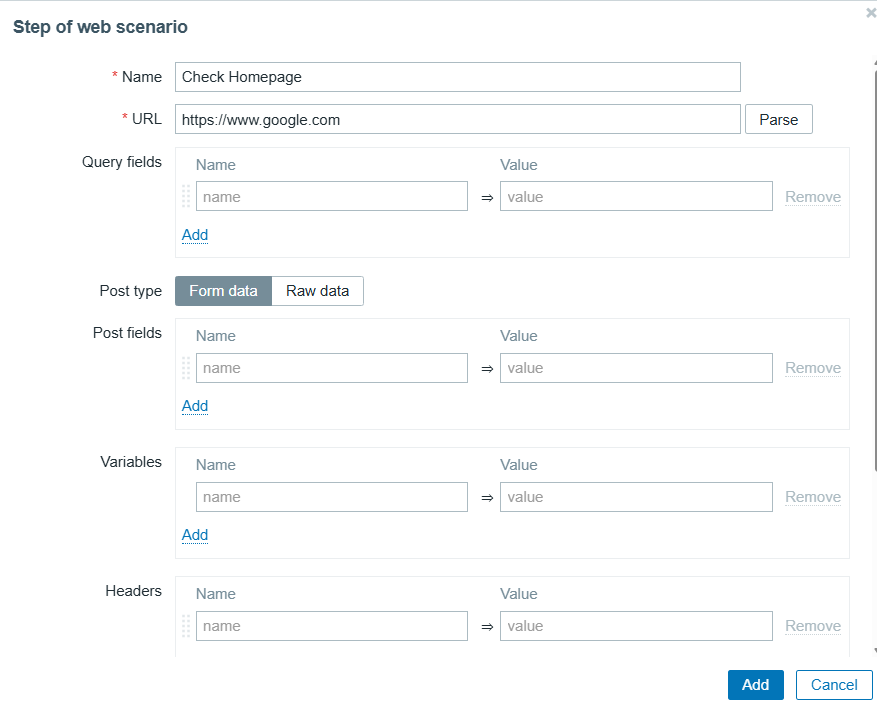 Step of web scenario
* Name Check Homepage
* URL https://www.google.com Parse
Query fields Name Value
name ⇒ value Remove
Add
Post type Form data Raw data
Post fields Name Value
name ⇒ value Remove
Add
Variables Name Value
name ⇒ value Remove
Add
Headers Name Value
name ⇒ value Remove
Add Cancel